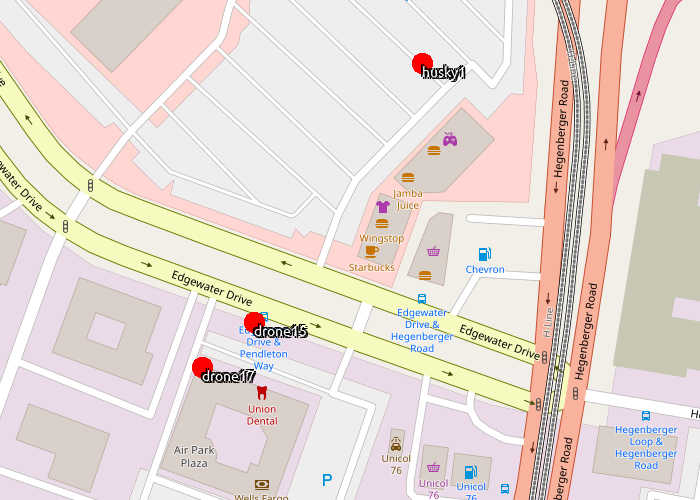 husky1
Hegenberger Road
Jamba
Juice
Wingstop
Starbucks
Chevron
Edgewater Drive
Edgewater
Drive &
Hegenberger
Road
Edgewater Drive
H-Line
Hegenberger Road
drone15
Drive &
Pendleton
Way
drone17
Union
Dental
Air Park
Plaza
Wells Fargo
P
Unicol
76
Unicol
76
Unicol
76
Hegenberger
Loop &
Hegenberger
Road